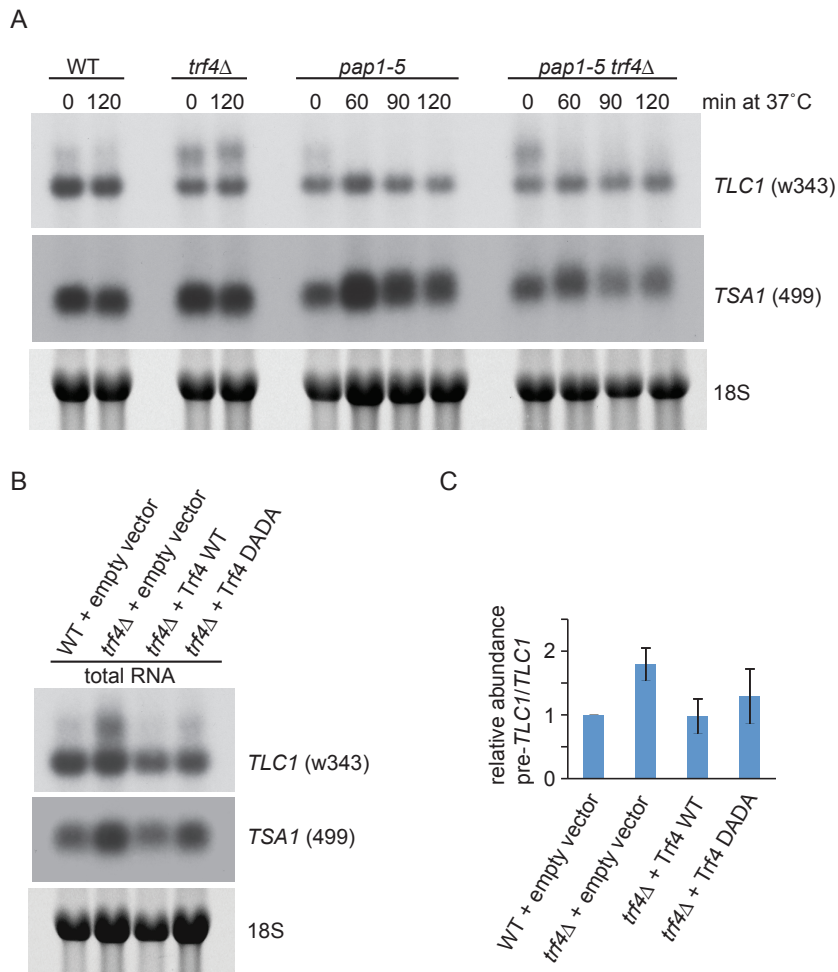 A
WT trf4Δ pap1-5 pap1-5 trf4Δ
0 120 0 120 0 60 90 120 0 60 90 120 min at 37˚C
TLC1 (w343)
TSA1 (499)
18S
B
WT + empty vector
trf4Δ + empty vector
trf4Δ + Trf4 WT
trf4Δ + Trf4 DADA
total RNA
TLC1 (w343)
TSA1 (499)
18S
C
relative abundance
pre-TLC1/TLC1
2
1
0
WT + empty vector
trf4Δ + empty vector
trf4Δ + Trf4 WT
trf4Δ + Trf4 DADA